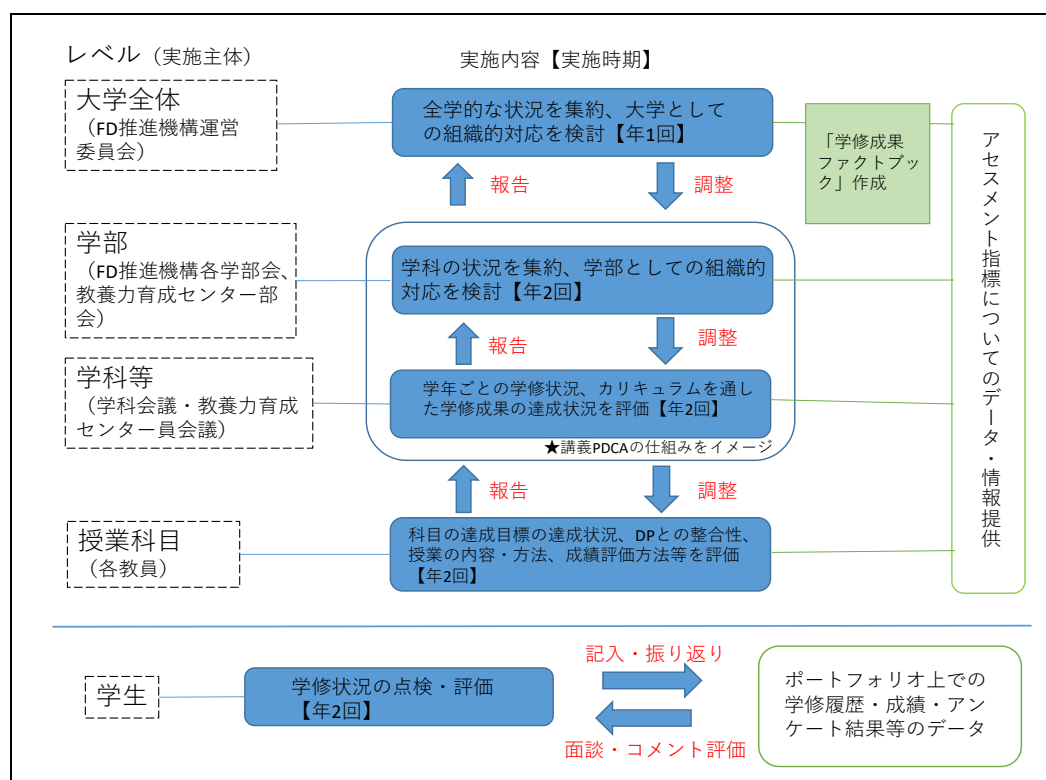 レベル（実施主体）
実施内容【実施時期】
大学全体
（FD推進機構運営
委員会）
全学的な状況を集約、大学として
の組織的対応を検討【年1回】
「学修成果
ファクトブッ
ク」作成
アセスメント指標についてのデータ・情報提供
報告
調整
学部
（FD推進機構各学部会、
教養力育成センター部
会）
学科の状況を集約、学部としての組織的
対応を検討【年2回】
報告
調整
学科等
（学科会議・教養力育成
センター員会議）
学年ごとの学修状況、カリキュラムを通し
た学修成果の達成状況を評価【年2回】
★講義PDCAの仕組みをイメージ
報告
調整
授業科目
（各教員）
科目の達成目標の達成状況、DPとの整合性、
授業の内容・方法、成績評価方法等を評価
【年2回】
学生
学修状況の点検・評価
【年2回】
記入・振り返り
面談・コメント評価
ポートフォリオ上での
学修履歴・成績・アン
ケート結果等のデータ